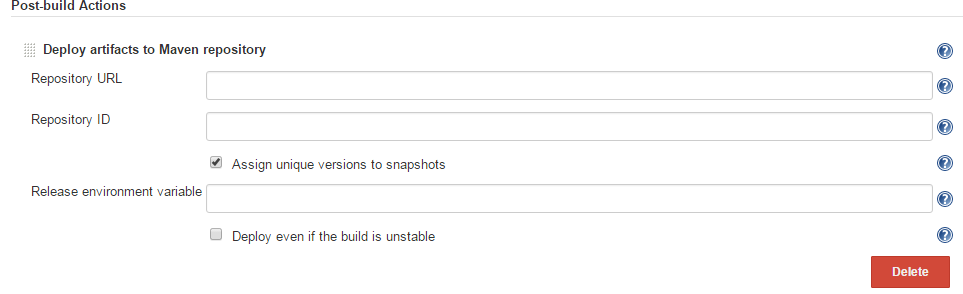 Post-build Actions
Deploy artifacts to Maven repository
?
Repository URL
?
Repository ID
?
Assign unique versions to snapshots
?
Release environment variable
?
Deploy even if the build is unstable
?
Delete